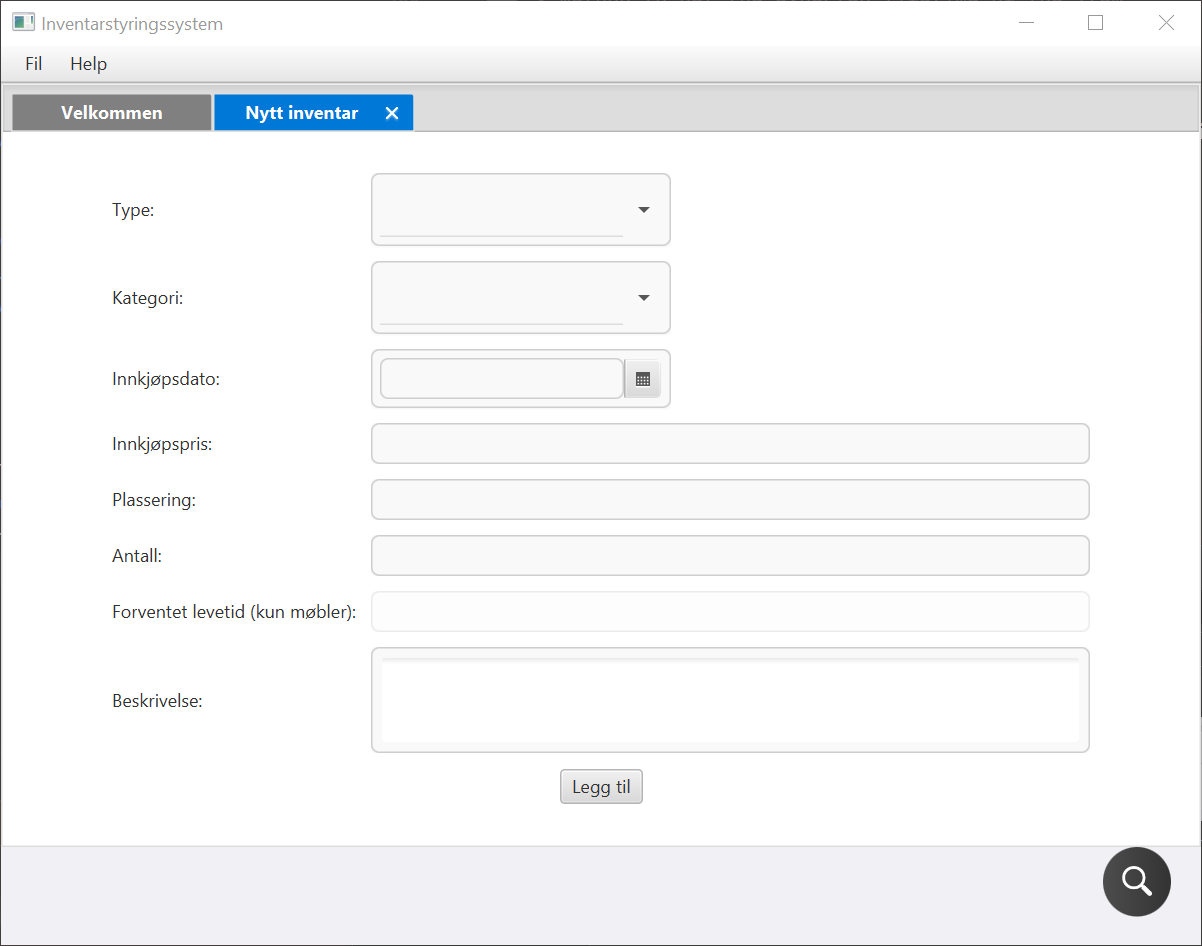 Inventarstyringssystem
Fil Help
Velkommen Nytt inventar
Type:
Kategori:
Innkjøpsdato:
Innkjøpspris:
Plassering:
Antall:
Forventet levetid (kun møbler):
Beskrivelse:
Legg til